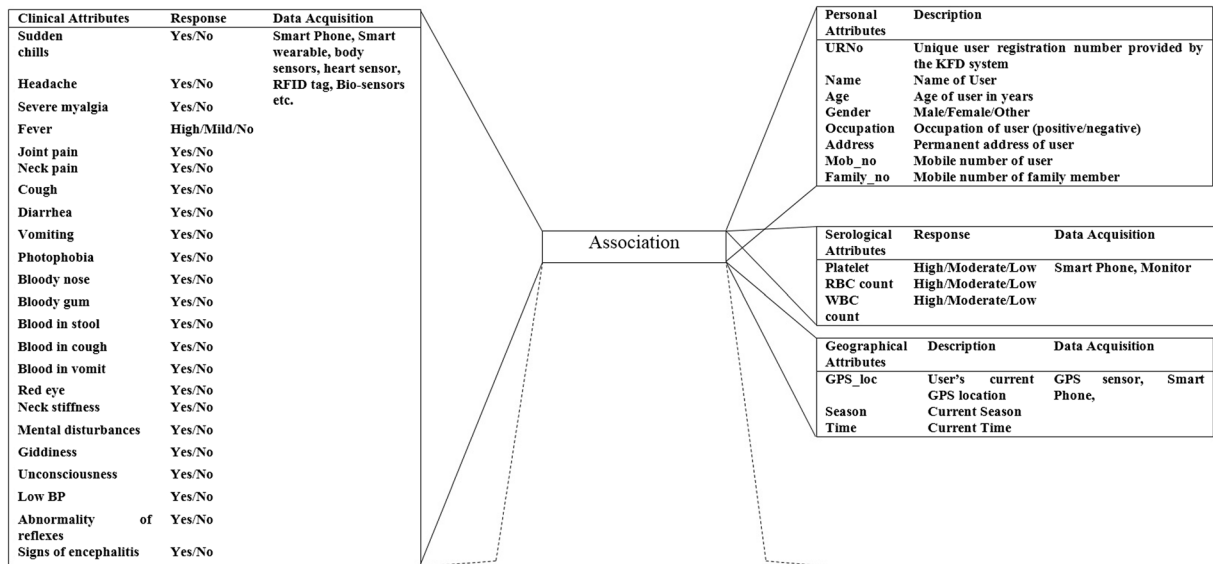 Clinical Attributes Response Data Acquisition
Sudden chills Yes/No Smart Phone, Smart wearable, body sensors, heart sensor, RFID tag, Bio-sensors etc.
Headache Yes/No
Severe myalgia Yes/No
Fever High/Mild/No
Joint pain Yes/No
Neck pain Yes/No
Cough Yes/No
Diarrhea Yes/No
Vomiting Yes/No
Photophobia Yes/No
Bloody nose Yes/No
Bloody gum Yes/No
Blood in stool Yes/No
Blood in cough Yes/No
Blood in vomit Yes/No
Red eye Yes/No
Neck stiffness Yes/No
Mental disturbances Yes/No
Giddiness Yes/No
Unconsciousness Yes/No
Low BP Yes/No
Abnormality of reflexes Yes/No
Signs of encephalitis Yes/No
Association
Personal Attributes Description
URNo Unique user registration number provided by the KFD system
Name Name of User
Age Age of user in years
Gender Male/Female/Other
Occupation Occupation of user (positive/negative)
Address Permanent address of user
Mob_no Mobile number of user
Family_no Mobile number of family member
Serological Attributes Response Data Acquisition
Platelet High/Moderate/Low Smart Phone, Monitor
RBC count High/Moderate/Low
WBC count High/Moderate/Low
Geographical Attributes Description Data Acquisition
GPS_loc User's current GPS location GPS sensor, Smart Phone,
Season Current Season
Time Current Time